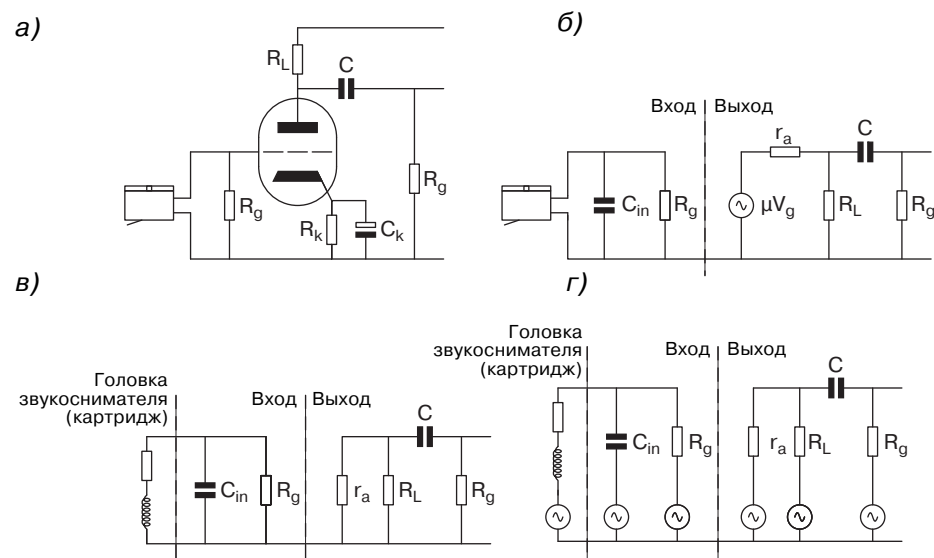 а)
R_L
C
R_g
R_k
C_k
R_g
б)
Вход
Выход
r_a
C
C_in
R_g
μV_g
R_L
R_g
в)
Головка
звукоснимателя
(картридж)
Вход
Выход
C
C_in
R_g
r_a
R_L
R_g
г)
Головка
звукоснимателя
(картридж)
Вход
Выход
C
C_in
R_g
r_a
R_L
R_g